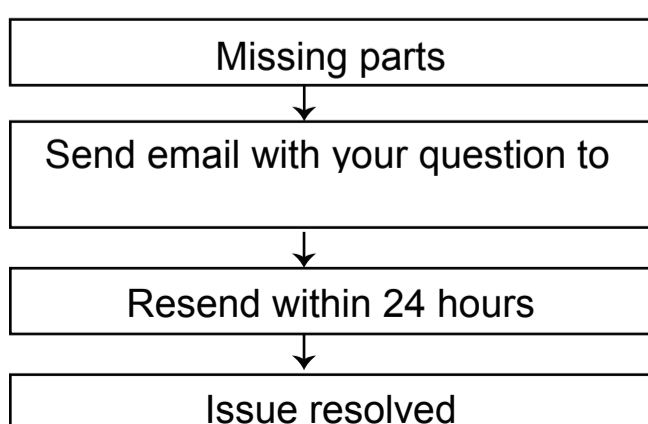 Missing parts
Send email with your question to
Resend within 24 hours
Issue resolved